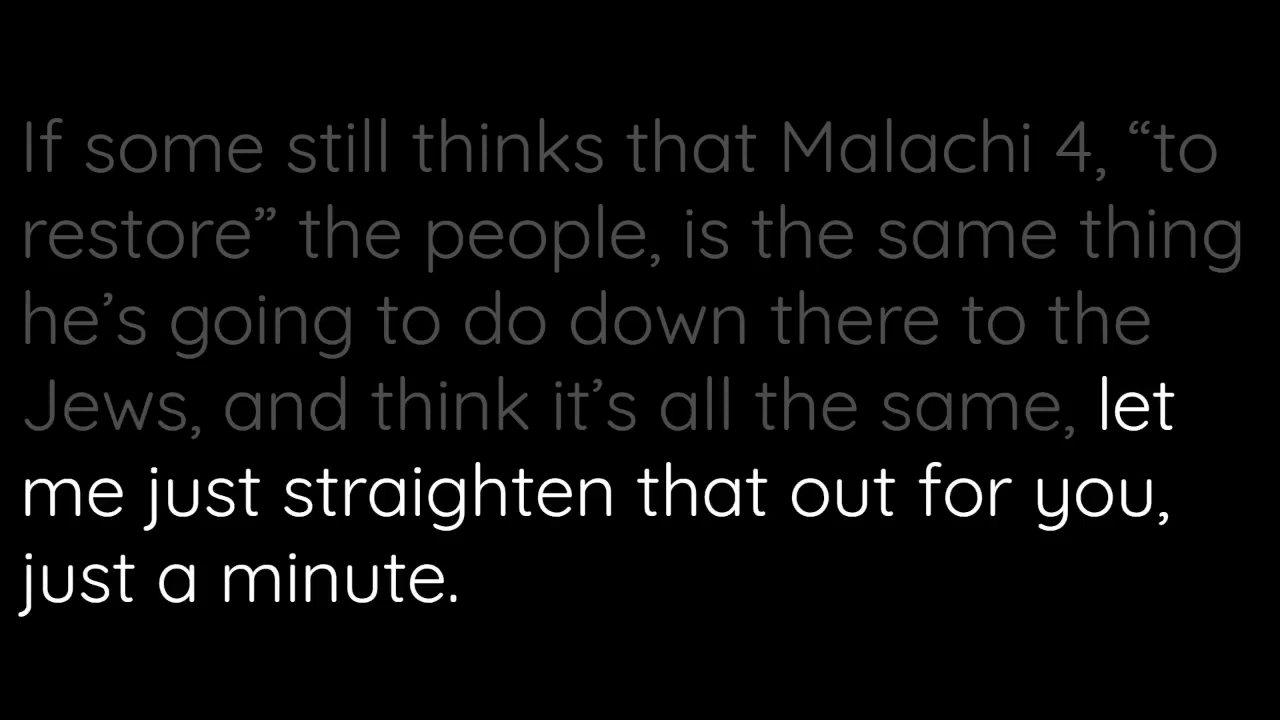 If some still thinks that Malachi 4, “to
restore” the people, is the same thing
he’s going to do down there to the
Jews, and think it’s all the same, let
me just straighten that out for you,
just a minute.